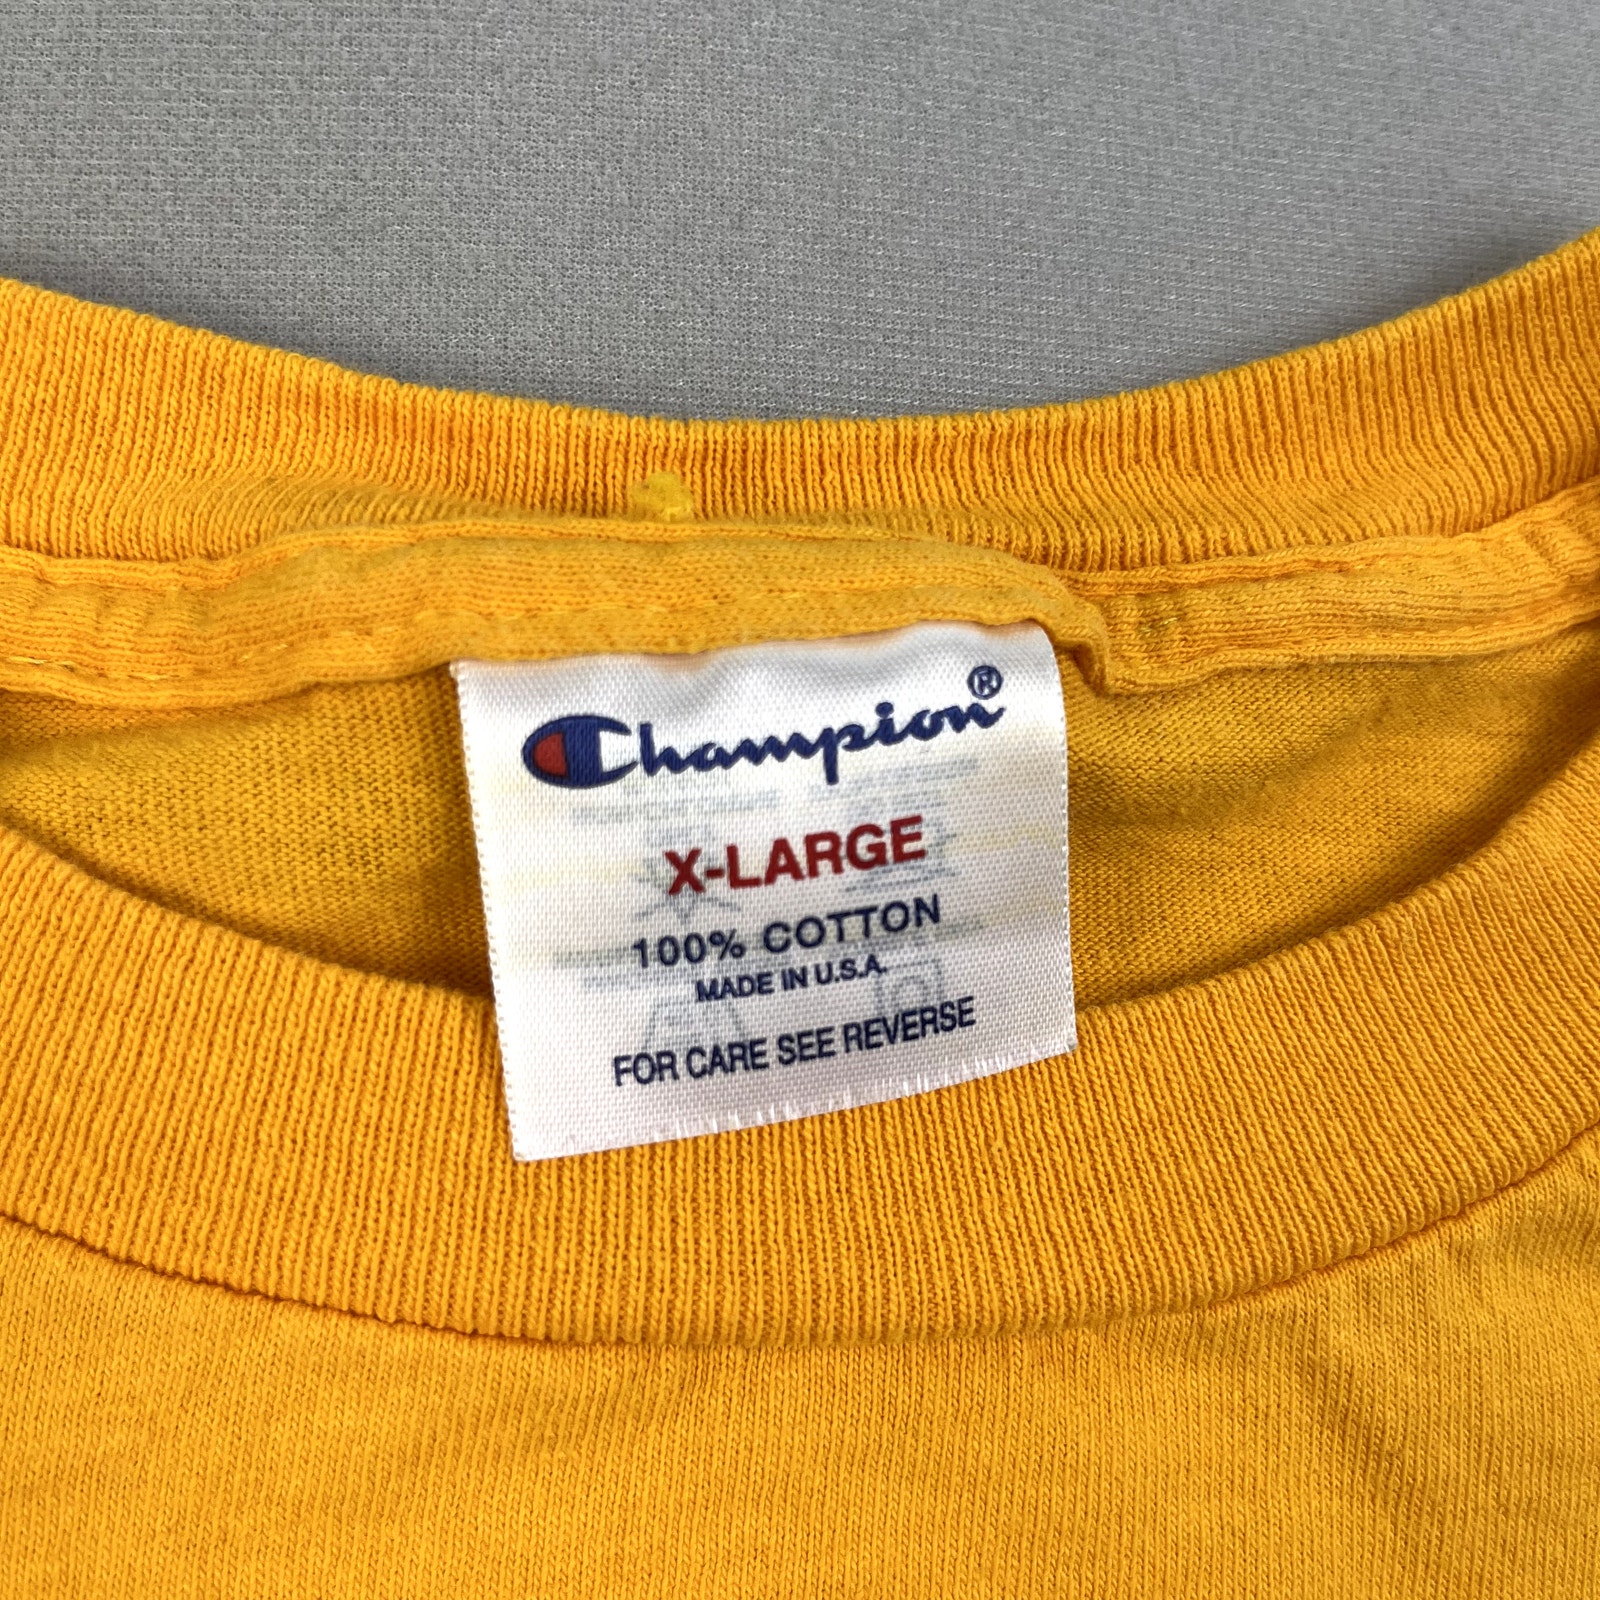 Champion®
X-LARGE
100% COTTON
MADE IN U.S.A.
FOR CARE SEE REVERSE